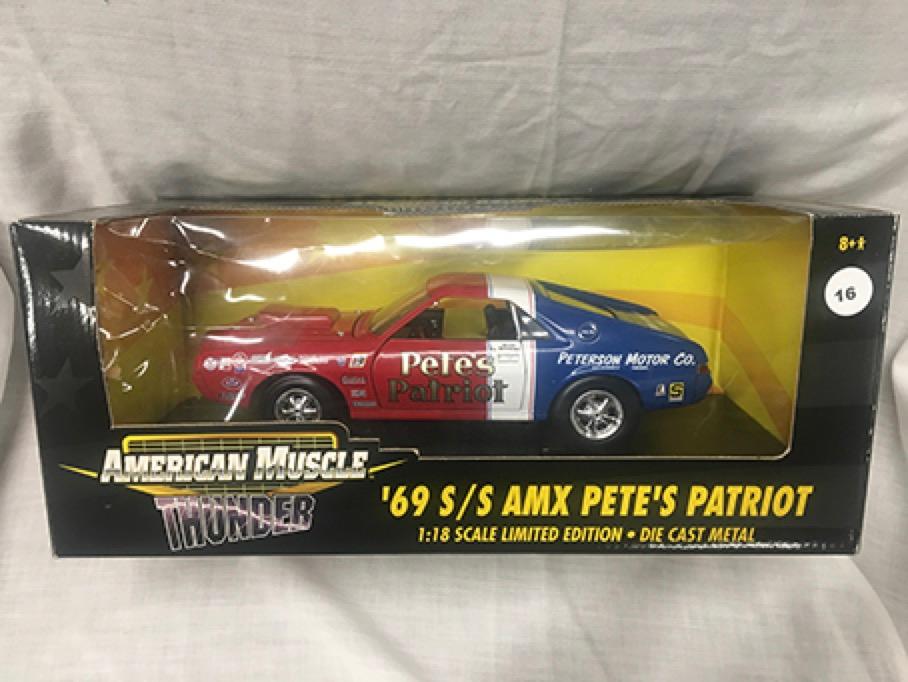 8+
16
Pete's
Patriot
PETERSON MOTOR CO.
S
AMERICAN MUSCLE
THUNDER
'69 S/S AMX PETE'S PATRIOT
1:18 SCALE LIMITED EDITION • DIE CAST METAL